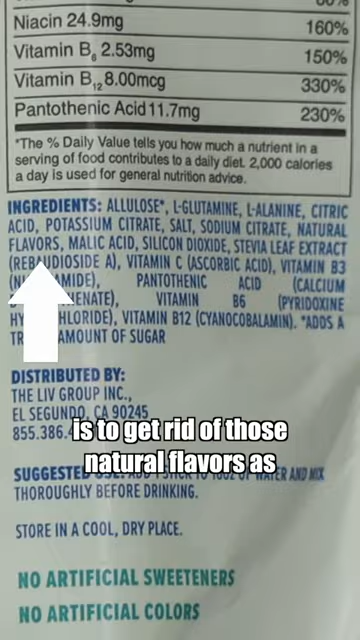 Niacin 24.9mg 160%
Vitamin B6 2.53mg 150%
Vitamin B12 8.00mcg 330%
Pantothenic Acid 11.7mg 230%
*The % Daily Value tells you how much a nutrient in a
serving of food contributes to a daily diet. 2,000 calories
a day is used for general nutrition advice.
INGREDIENTS: ALLULOSE*, L-GLUTAMINE, L-ALANINE, CITRIC
ACID, POTASSIUM CITRATE, SALT, SODIUM CITRATE, NATURAL
FLAVORS, MALIC ACID, SILICON DIOXIDE, STEVIA LEAF EXTRACT
(REBAUDIOSIDE A), VITAMIN C (ASCORBIC ACID), VITAMIN B3
PANTOTHENIC ACID (CALCIUM
VITAMIN B6 (PYRIDOXINE
VITAMIN B12 (CYANOCOBALAMIN). *ADDS A
AMOUNT OF SUGAR
DISTRIBUTED BY:
THE LIV GROUP INC.,
EL SEGUNDO, CA 90245
855.386.
is to get rid of those
natural flavors as
SUGGESTED WATER AND MIX
THOROUGHLY BEFORE DRINKING.
STORE IN A COOL, DRY PLACE.
NO ARTIFICIAL SWEETENERS
NO ARTIFICIAL COLORS